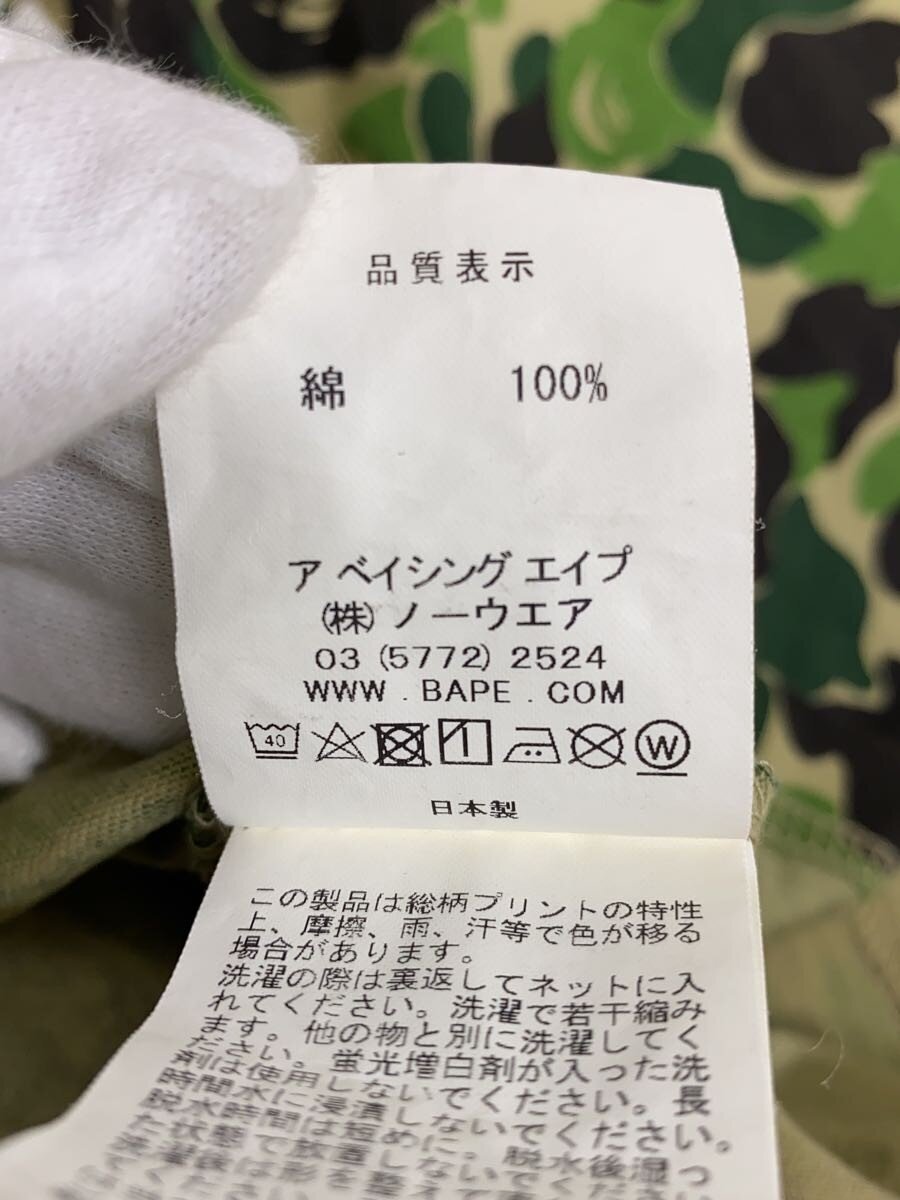 品質表示
綿 100%
ア ベイシング エイプ
(株) ノーウエア
03 (5772) 2524
WWW . BAPE . COM
40 W
日本製
この製品は総柄プリントの特性
上、摩擦、雨、汗等で色が移る
場合があります。
洗濯の際は裏返してネットに入
れてください。洗濯で若干縮み
ます。他の物と別に洗濯してく
ださい。蛍光増白剤が入った洗
剤は使用しないでください。長
時間水に浸漬しないでください。
脱水時間は短めに。脱水後湿っ
た状態で放置しない
洗濯後は形を整え